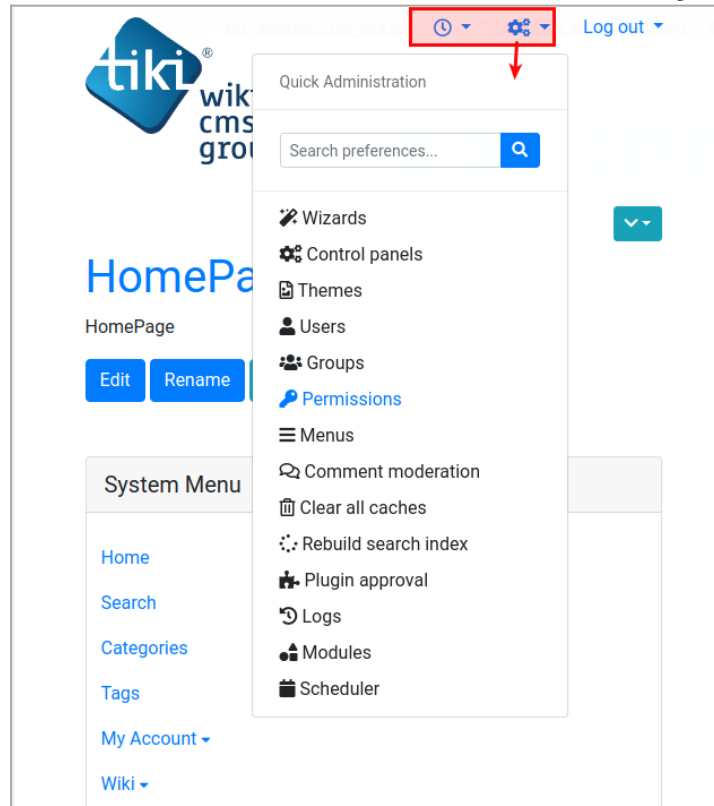 Log out
tiki®
wik
cms
grou
Quick Administration
Search preferences...
Wizards
Control panels
Themes
Users
Groups
Permissions
Menus
Comment moderation
Clear all caches
Rebuild search index
Plugin approval
Logs
Modules
Scheduler
HomePa
HomePage
Edit
Rename
System Menu
Home
Search
Categories
Tags
My Account
Wiki